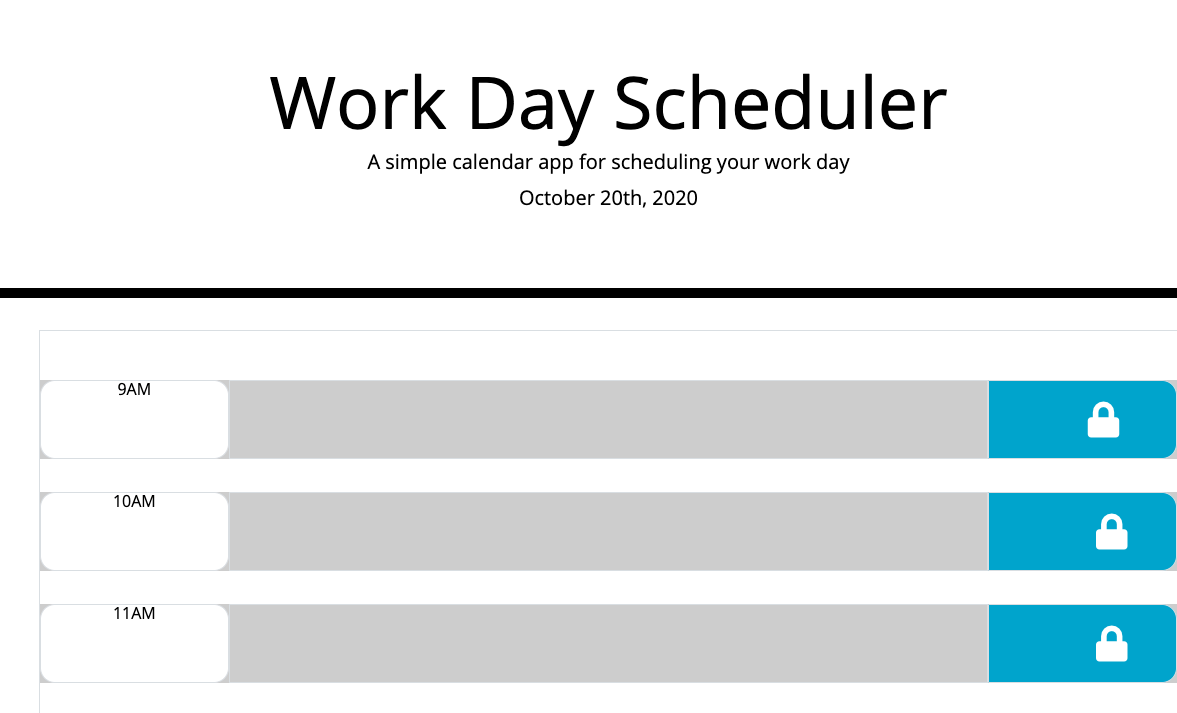 Work Day Scheduler
A simple calendar app for scheduling your work day
October 20th, 2020
9AM
10AM
11AM